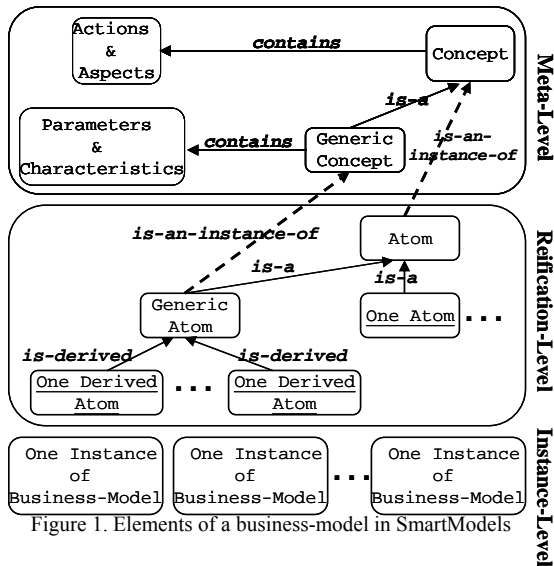 Actions
&
Aspects
contains
Concept
is-a
Parameters
&
Characteristics
contains
Generic
Concept
is-an-
instance-of
Meta-Level
is-an-instance-of
Atom
is-a
is-a
Generic
Atom
One Atom
...
is-derived
is-derived
One Derived
Atom
...
One Derived
Atom
Reification-Level
One Instance
of
Business-Model
One Instance
of
Business-Model
...
One Instance
of
Business-Model
Instance-Level
Figure 1. Elements of a business-model in SmartModels